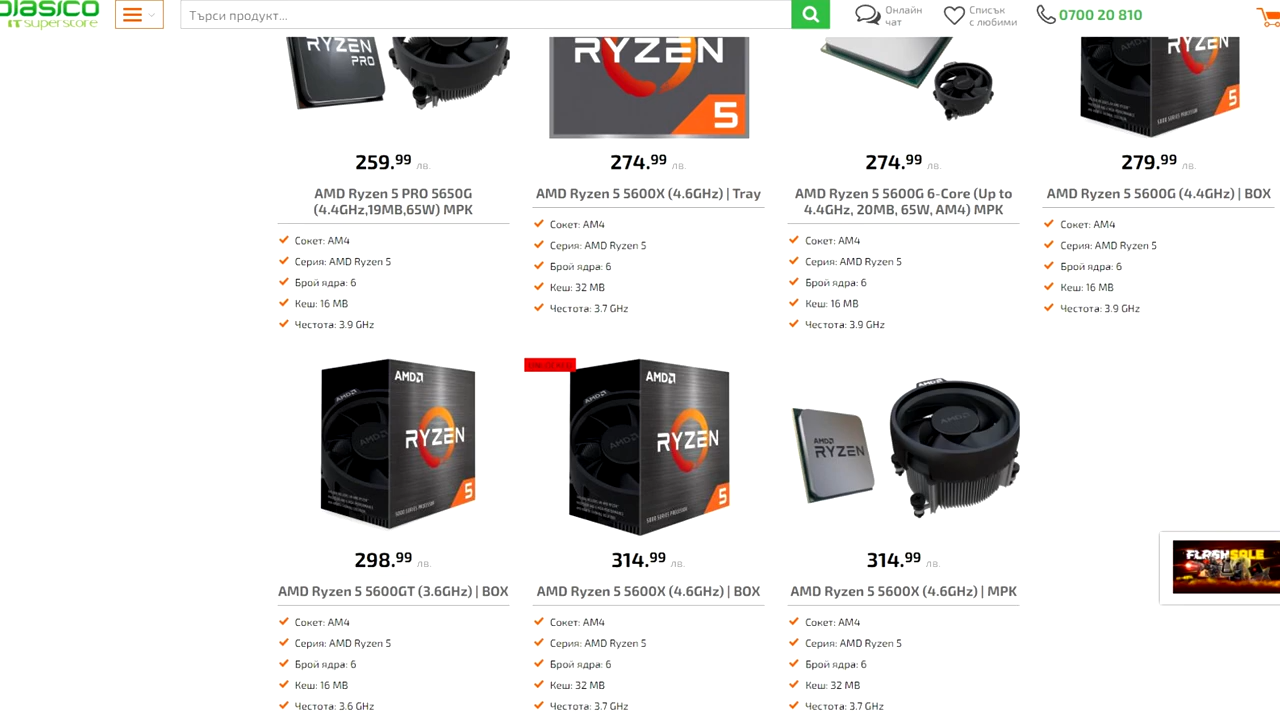 plasico
IT superstore
Търси продукт...
Онлайн
чат
Списък
с любими
0700 20 810
RYZEN
PRO
RYZEN
5
RYZEN
5
259.99 лв.
274.99 лв.
274.99 лв.
279.99 лв.
AMD Ryzen 5 PRO 5650G
(4.4GHz,19MB,65W) MPK
AMD Ryzen 5 5600X (4.6GHz) | Tray
AMD Ryzen 5 5600G 6-Core (Up to
4.4GHz, 20MB, 65W, AM4) MPK
AMD Ryzen 5 5600G (4.4GHz) | BOX
Сокет: AM4
Серия: AMD Ryzen 5
Брой ядра: 6
Кеш: 16 MB
Честота: 3.9 GHz
Сокет: AM4
Серия: AMD Ryzen 5
Брой ядра: 6
Кеш: 32 MB
Честота: 3.7 GHz
Сокет: AM4
Серия: AMD Ryzen 5
Брой ядра: 6
Кеш: 16 MB
Честота: 3.9 GHz
Сокет: AM4
Серия: AMD Ryzen 5
Брой ядра: 6
Кеш: 16 MB
Честота: 3.9 GHz
AMD
AMD
RYZEN
5
AMD
AMD
RYZEN
5
AMD
RYZEN
AMD
FLASH SALE
298.99 лв.
314.99 лв.
314.99 лв.
AMD Ryzen 5 5600GT (3.6GHz) | BOX
AMD Ryzen 5 5600X (4.6GHz) | BOX
AMD Ryzen 5 5600X (4.6GHz) | MPK
Сокет: AM4
Серия: AMD Ryzen 5
Брой ядра: 6
Кеш: 16 MB
Честота: 3.6 GHz
Сокет: AM4
Серия: AMD Ryzen 5
Брой ядра: 6
Кеш: 32 MB
Честота: 3.7 GHz
Сокет: AM4
Серия: AMD Ryzen 5
Брой ядра: 6
Кеш: 32 MB
Честота: 3.7 GHz